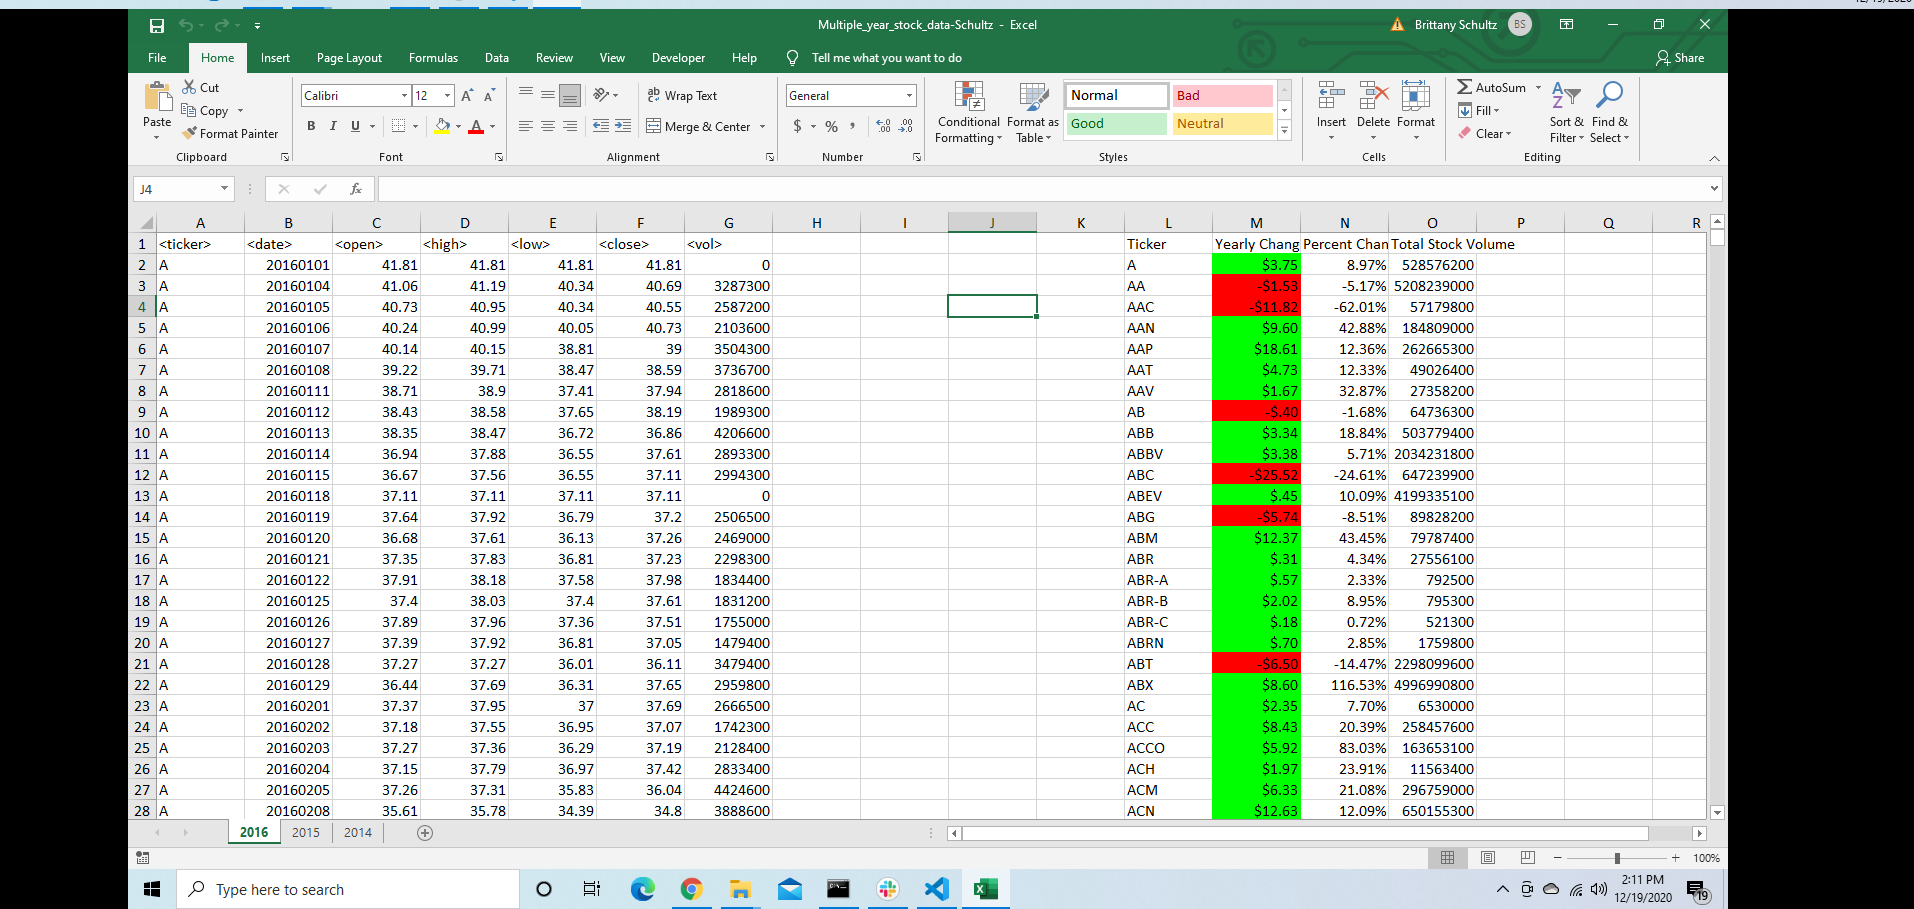 Multiple_year_stock_data-Schultz - Excel
Brittany Schultz BS
File Home Insert Page Layout Formulas Data Review View Developer Help Tell me what you want to do Share
Paste Cut Copy Format Painter Clipboard
Calibri 12 A A B I U A Font
ab Wrap Text Merge & Center Alignment
General $ % , Number
Conditional Formatting Format as Table Normal Bad Good Neutral Styles
Insert Delete Format Cells
AutoSum Fill Clear Sort & Filter Find & Select Editing
J4 fx
A B C D E F G H I J K L M N O P Q R
1 <ticker> <date> <open> <high> <low> <close> <vol> Ticker Yearly Chang Percent Chan Total Stock Volume
2 A 20160101 41.81 41.81 41.81 41.81 0 A $3.75 8.97% 528576200
3 A 20160104 41.06 41.19 40.34 40.69 3287300 AA -$1.53 -5.17% 5208239000
4 A 20160105 40.73 40.95 40.34 40.55 2587200 AAC -$11.82 -62.01% 57179800
5 A 20160106 40.24 40.99 40.05 40.73 2103600 AAN $9.60 42.88% 184809000
6 A 20160107 40.14 40.15 38.81 39 3504300 AAP $18.61 12.36% 262665300
7 A 20160108 39.22 39.71 38.47 38.59 3736700 AAT $4.73 12.33% 49026400
8 A 20160111 38.71 38.9 37.41 37.94 2818600 AAV $1.67 32.87% 27358200
9 A 20160112 38.43 38.58 37.65 38.19 1989300 AB -$.40 -1.68% 64736300
10 A 20160113 38.35 38.47 36.72 36.86 4206600 ABB $3.34 18.84% 503779400
11 A 20160114 36.94 37.88 36.55 37.61 2893300 ABBV $3.38 5.71% 2034231800
12 A 20160115 36.67 37.56 36.55 37.11 2994300 ABC -$25.52 -24.61% 647239900
13 A 20160118 37.11 37.11 37.11 37.11 0 ABEV $.45 10.09% 4199335100
14 A 20160119 37.64 37.92 36.79 37.2 2506500 ABG -$5.74 -8.51% 89828200
15 A 20160120 36.68 37.61 36.13 37.26 2469000 ABM $12.37 43.45% 79787400
16 A 20160121 37.35 37.83 36.81 37.23 2298300 ABR $.31 4.34% 27556100
17 A 20160122 37.91 38.18 37.58 37.98 1834400 ABR-A $.57 2.33% 792500
18 A 20160125 37.4 38.03 37.4 37.61 1831200 ABR-B $2.02 8.95% 795300
19 A 20160126 37.89 37.96 37.36 37.51 1755000 ABR-C $.18 0.72% 521300
20 A 20160127 37.39 37.92 36.81 37.05 1479400 ABRN $.70 2.85% 1759800
21 A 20160128 37.27 37.27 36.01 36.11 3479400 ABT -$6.50 -14.47% 2298099600
22 A 20160129 36.44 37.69 36.31 37.65 2959800 ABX $8.60 116.53% 4996990800
23 A 20160201 37.37 37.95 37 37.69 2666500 AC $2.35 7.70% 6530000
24 A 20160202 37.18 37.55 36.95 37.07 1742300 ACC $8.43 20.39% 258457600
25 A 20160203 37.27 37.36 36.29 37.19 2128400 ACCO $5.92 83.03% 163653100
26 A 20160204 37.15 37.79 36.97 37.42 2833400 ACH $1.97 23.91% 11563400
27 A 20160205 37.26 37.31 35.83 36.04 4424600 ACM $6.33 21.08% 296759000
28 A 20160208 35.61 35.78 34.39 34.8 3888600 ACN $12.63 12.09% 650155300
2016 2015 2014
100%
Type here to search
2:11 PM
12/19/2020
19